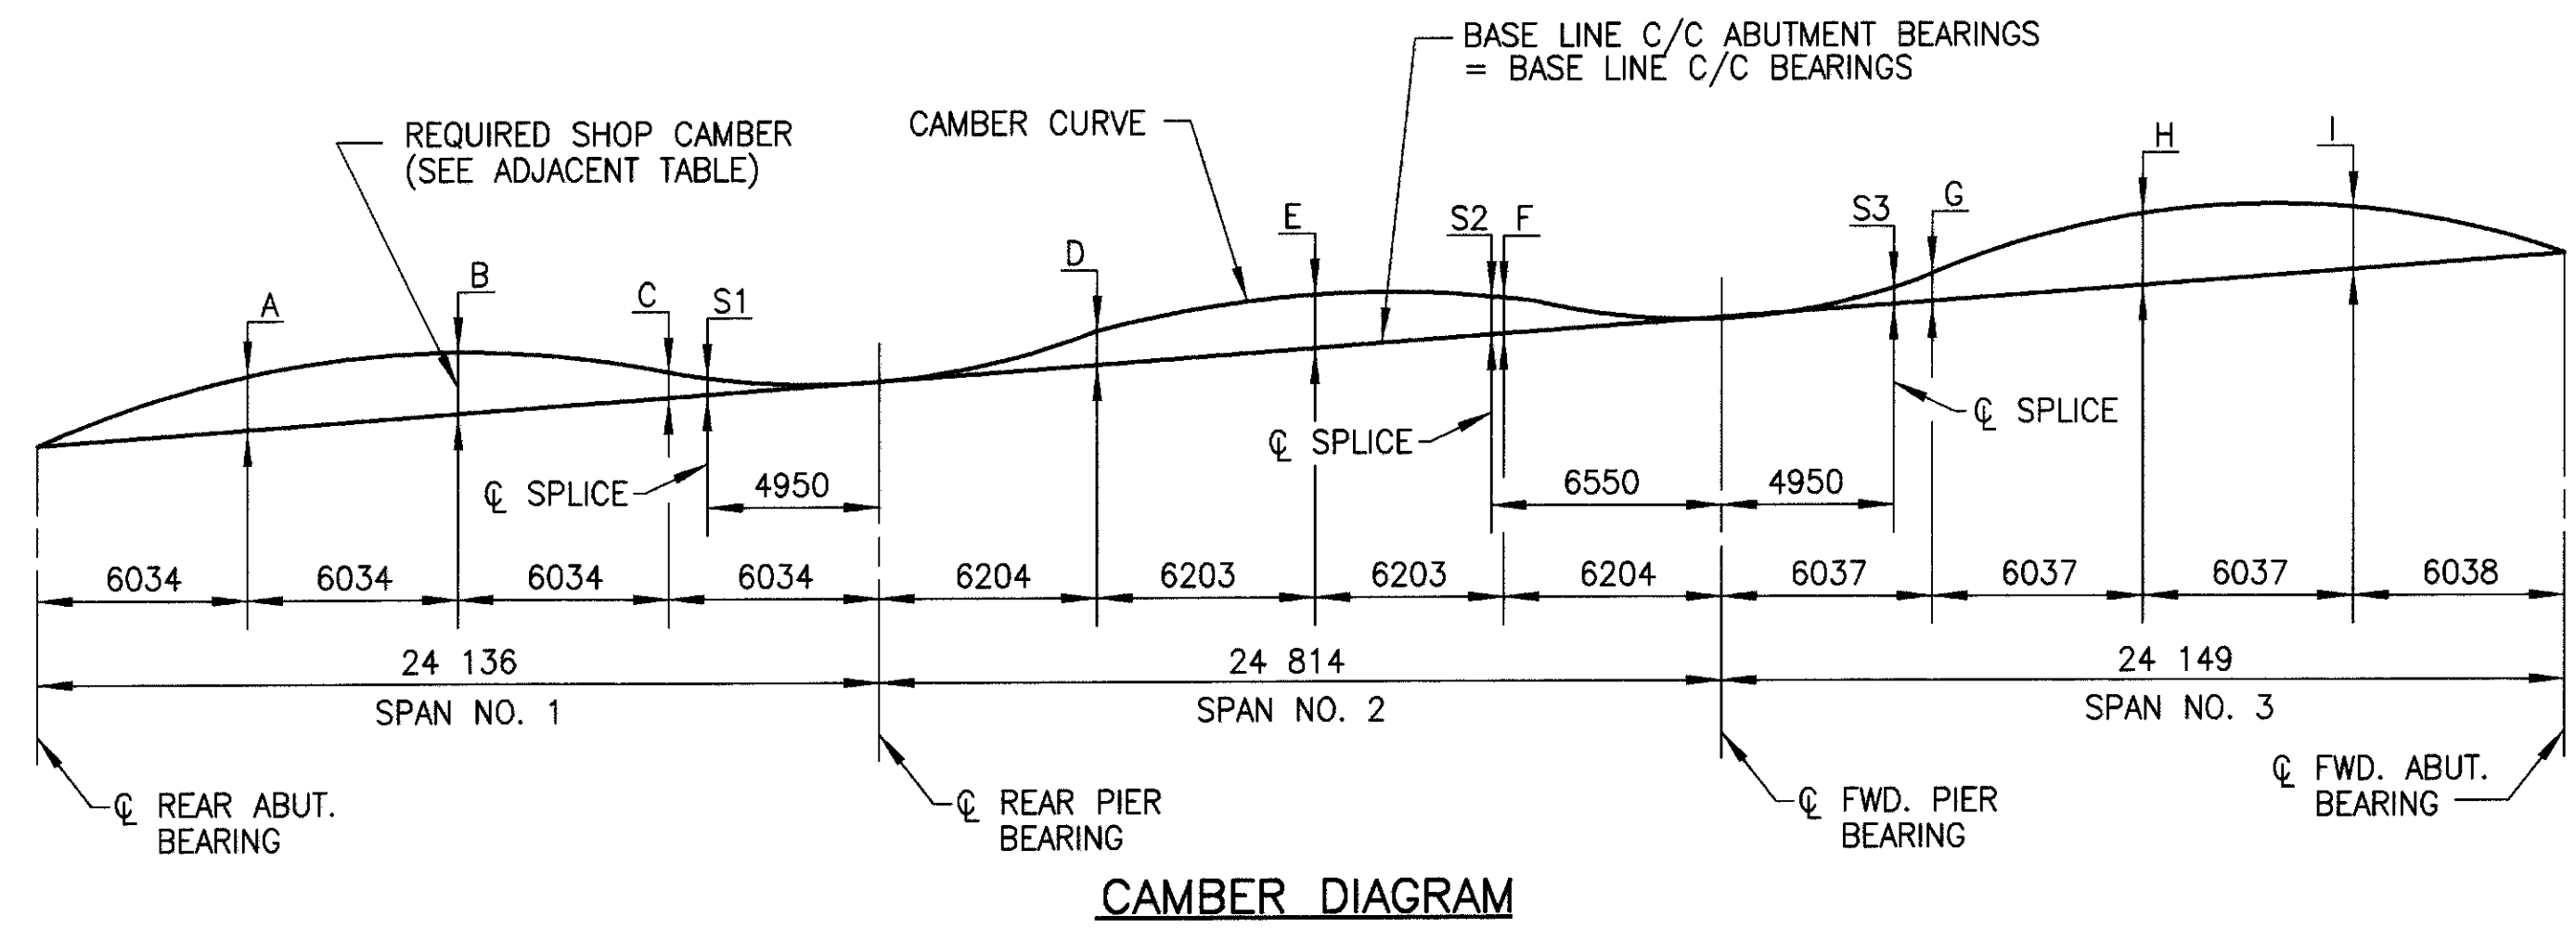 BASE LINE C/C ABUTMENT BEARINGS
= BASE LINE C/C BEARINGS
REQUIRED SHOP CAMBER
(SEE ADJACENT TABLE)
CAMBER CURVE
A
B
C
S1
D
E
S2
F
S3
G
H
I
℄ SPLICE
℄ SPLICE
℄ SPLICE
4950
6550
4950
6034
6034
6034
6034
6204
6203
6203
6204
6037
6037
6037
6038
24 136
24 814
24 149
SPAN NO. 1
SPAN NO. 2
SPAN NO. 3
℄ REAR ABUT.
BEARING
℄ REAR PIER
BEARING
℄ FWD. PIER
BEARING
℄ FWD. ABUT.
BEARING
CAMBER DIAGRAM